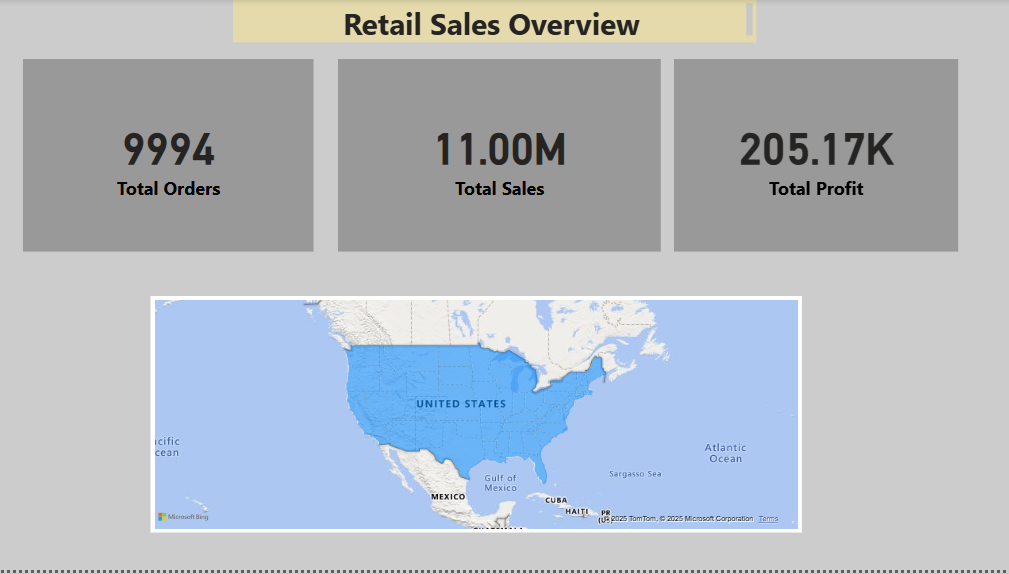 Retail Sales Overview
9994
Total Orders
11.00M
Total Sales
205.17K
Total Profit
UNITED STATES
cific
cean
Atlantic
Ocean
Gulf of
Mexico
Sargasso Sea
MEXICO
CUBA
HAITI
PR
Microsoft Bing
2025 TomTom, © 2025 Microsoft Corporation Terms